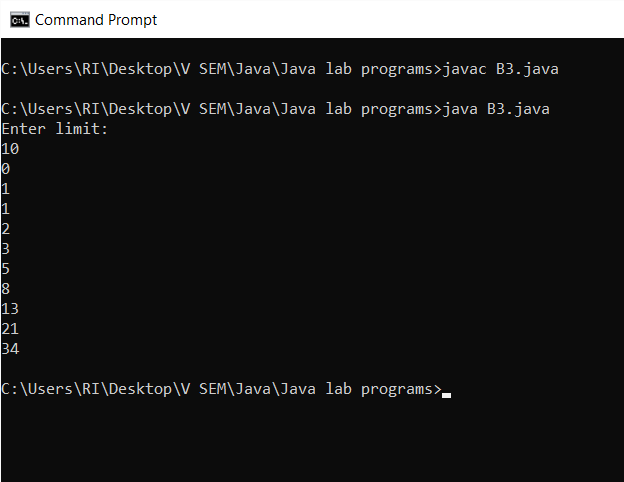 Command Prompt
C:\Users\RI\Desktop\V SEM\Java\Java lab programs>javac B3.java
C:\Users\RI\Desktop\V SEM\Java\Java lab programs>java B3.java
Enter limit:
10
0
1
1
2
3
5
8
13
21
34
C:\Users\RI\Desktop\V SEM\Java\Java lab programs>